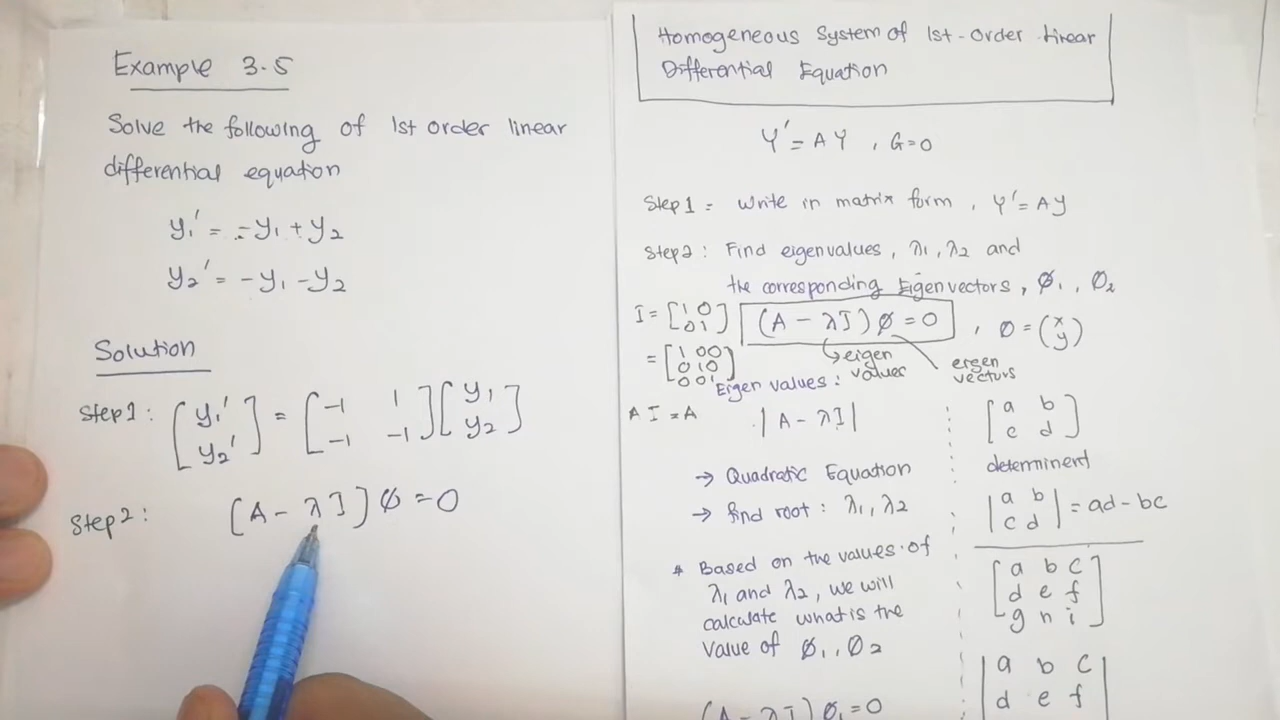 Example 3.5
Solve the following of 1st order linear
differential equation
y₁' = -y₁ + y₂
y₂' = -y₁ - y₂
Solution
Step 1 : [y₁' y₂'] = [-1 1 -1 -1] [y₁ y₂]
Step 2 : [A - λI] ø = 0
Homogeneous System of 1st-Order Linear
Differential Equation
Y' = AY , G=0
Step 1 = Write in matrix form , Y' = AY
Step 2 : Find eigenvalues , λ₁, λ₂ and
the corresponding Eigenvectors , ø₁ , ø₂
I = [1 0 0 1] (A - λI) ø = 0 , ø = (x y)
= [1 0 0 0 1 0 0 0 1] eigen values eigen vectors
Eigen values :
A I = A
|A - λI|
→ Quadratic Equation
→ find root : λ₁, λ₂
* Based on the values of
λ₁ and λ₂, we will
calculate what is the
value of ø₁, ø₂
(A - λI) ø₁ = 0
[a b c d]
determinent
|a b c d| = ad - bc
[a b c d e f g h i]
|a b c
d e f|